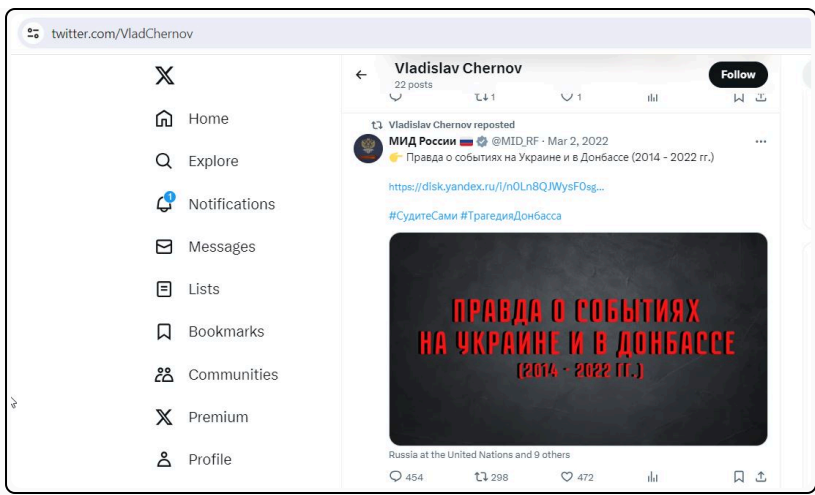 twitter.com/VladChernov
Vladislav Chernov
22 posts
Follow
1 1
Home
Explore
1
Notifications
Messages
Lists
Bookmarks
Communities
Premium
Profile
Vladislav Chernov reposted
МИД России 🇷🇺 @MID_RF · Mar 2, 2022
👉 Правда о событиях на Украине и в Донбассе (2014 - 2022 гг.)
https://disk.yandex.ru/i/n0Ln8QJWysF0sg...
#СудитеСами #ТрагедияДонбасса
ПРАВДА О СОБЫТИЯХ
НА УКРАИНЕ И В ДОНБАССЕ
(2014 - 2022 ГГ.)
Russia at the United Nations and 9 others
454 298 472